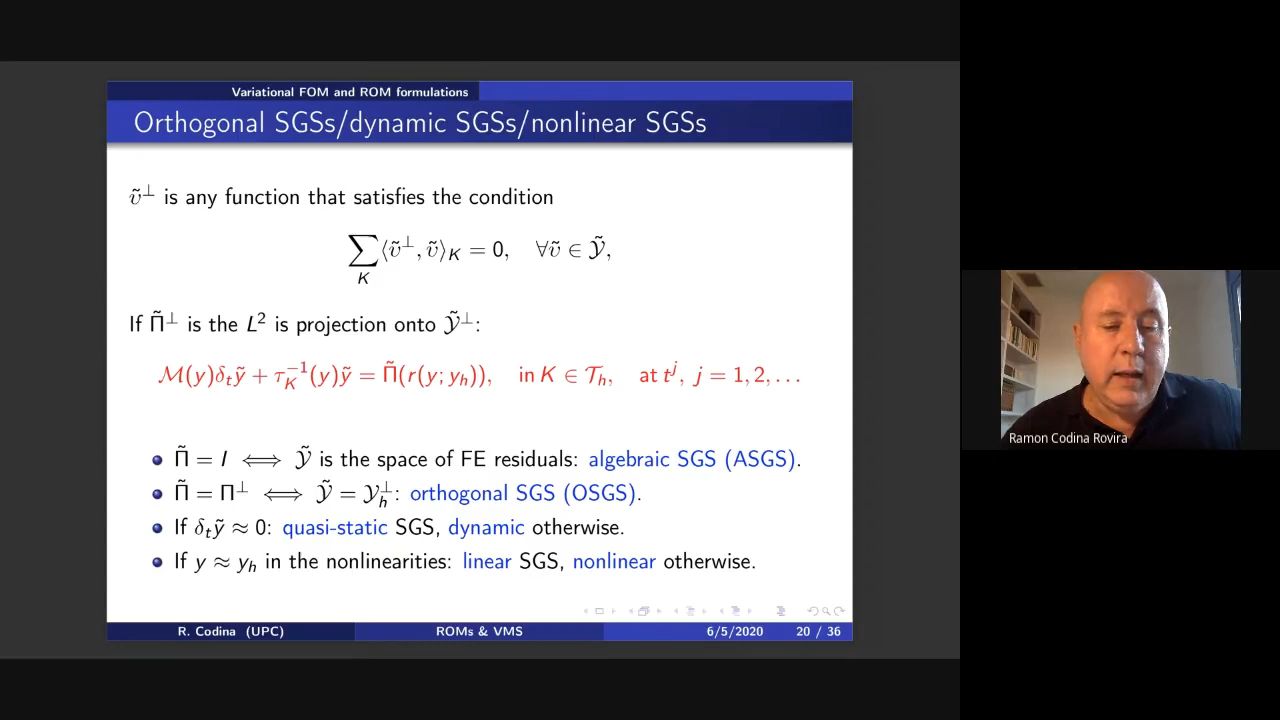 Variational FOM and ROM formulations
Orthogonal SGSs/dynamic SGSs/nonlinear SGSs
ṽ^⊥ is any function that satisfies the condition
∑_K ⟨ṽ^⊥, ṽ⟩_K = 0, ∀ṽ ∈ 𝒴̃,
If Π̃^⊥ is the L² is projection onto 𝒴̃^⊥:
ℳ(y)δ_t ỹ + τ_K^{-1}(y)ỹ = Π̃(r(y; y_h)), in K ∈ 𝒯_h, at t^j, j = 1, 2, …
Π̃ = I ⟺ 𝒴̃ is the space of FE residuals: algebraic SGS (ASGS).
Π̃ = Π^⊥ ⟺ 𝒴̃ = 𝒴_h^⊥: orthogonal SGS (OSGS).
If δ_t ỹ ≈ 0: quasi-static SGS, dynamic otherwise.
If y ≈ y_h in the nonlinearities: linear SGS, nonlinear otherwise.
R. Codina (UPC) ROMs & VMS 6/5/2020 20 / 36
Ramon Codina Rovira